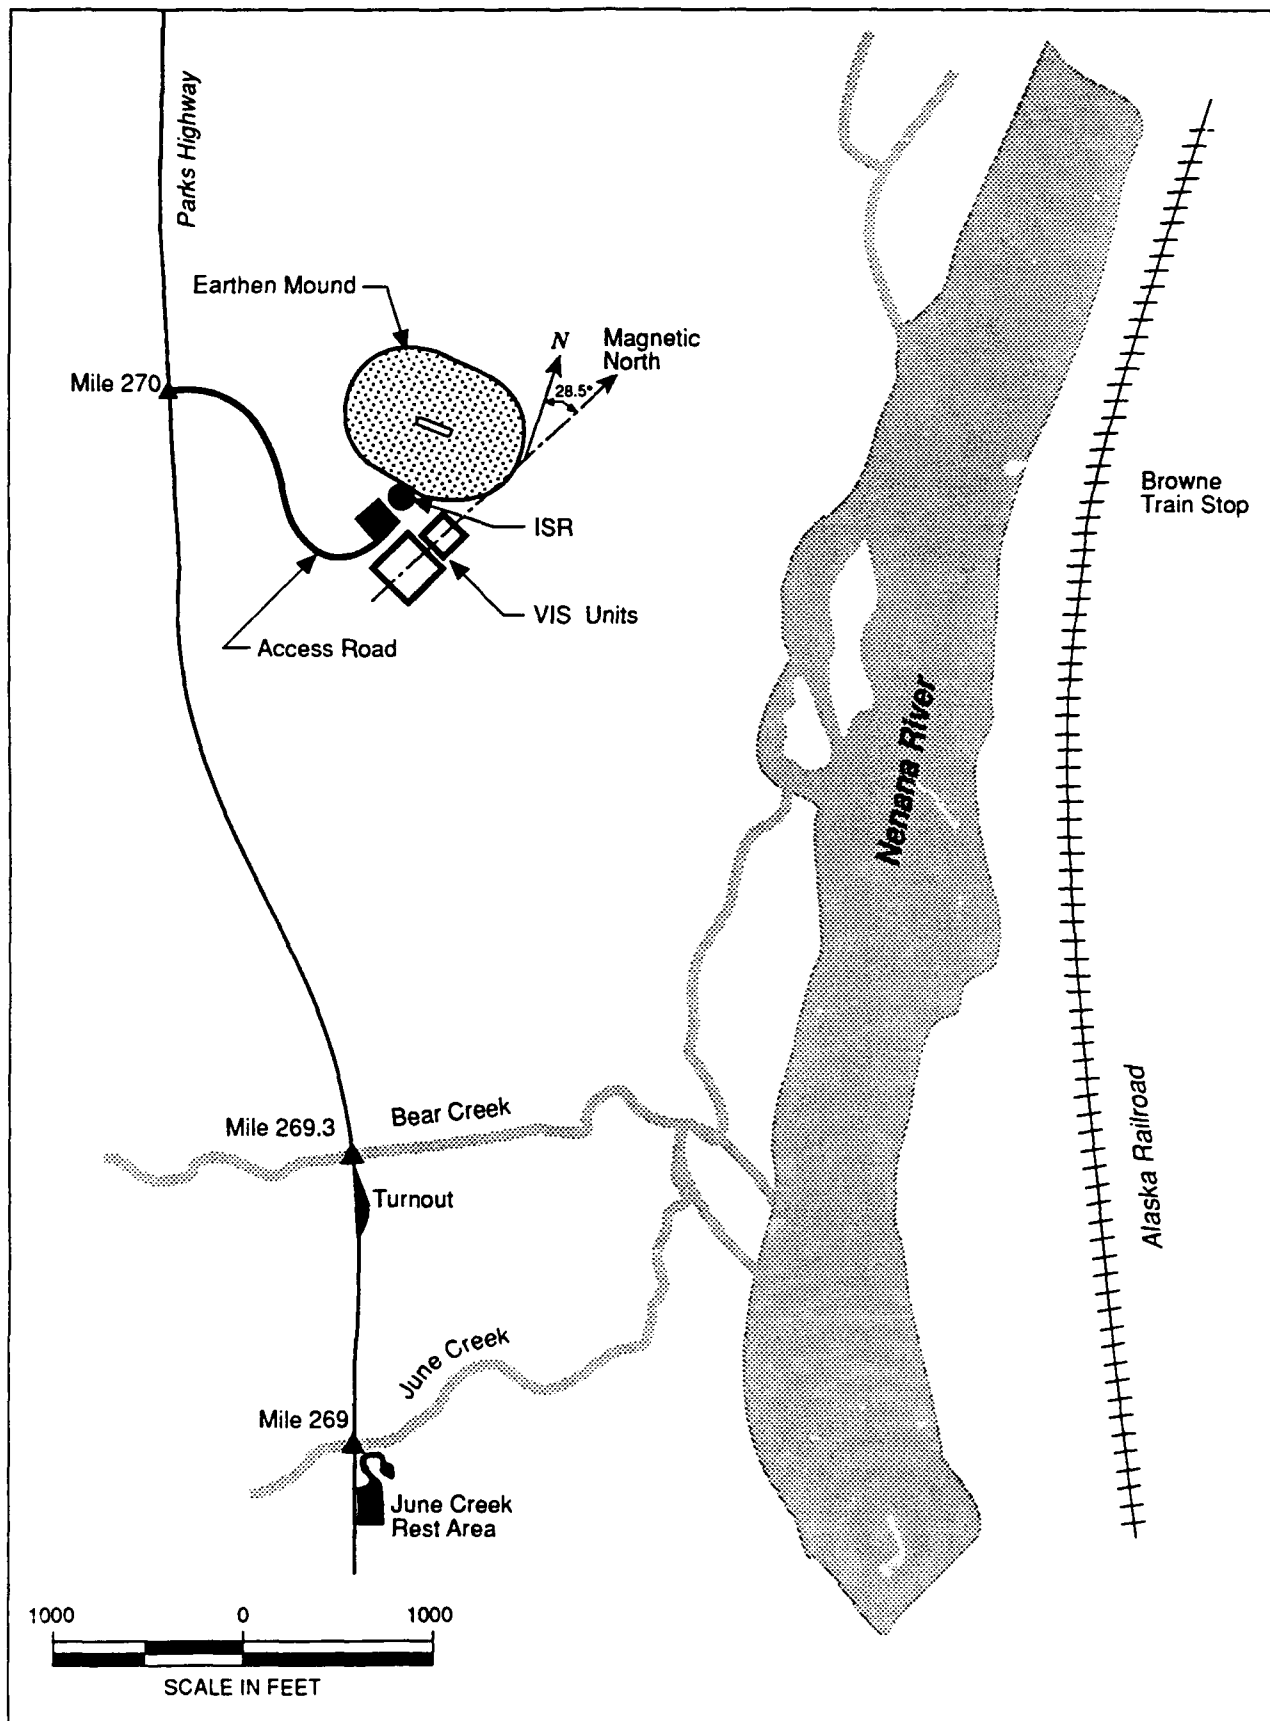 Parks Highway
Earthen Mound
N
Magnetic
North
28.5°
Mile 270
Browne
Train Stop
ISR
VIS Units
Access Road
Nenana River
Bear Creek
Mile 269.3
Turnout
Alaska Railroad
June Creek
Mile 269
June Creek
Rest Area
1000 0 1000
SCALE IN FEET